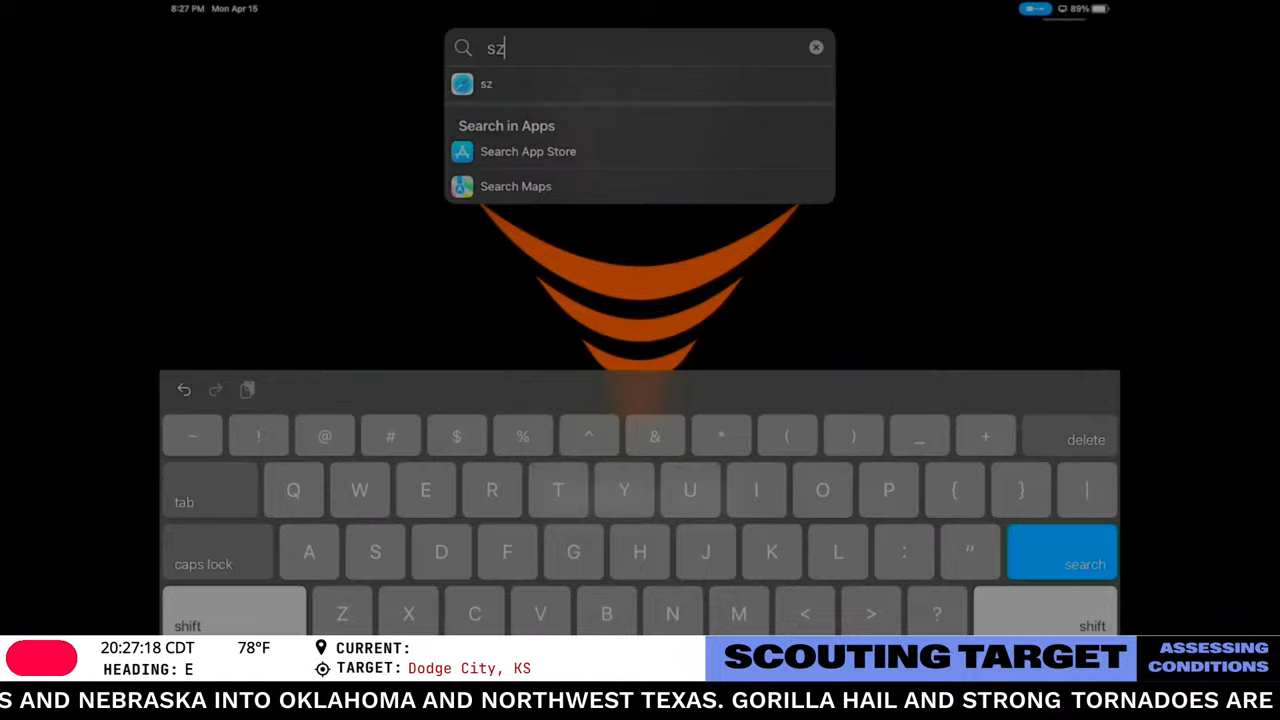 8:27 PM Mon Apr 15
89%
sz
sz
Search in Apps
Search App Store
Search Maps
~ ! @ # $ % ^ & * ( ) _ + delete
tab Q W E R T Y U I O P { } |
caps lock A S D F G H J K L : " search
shift Z X C V B N M < > ? shift
20:27:18 CDT 78°F
HEADING: E
CURRENT:
TARGET: Dodge City, KS
SCOUTING TARGET
ASSESSING
CONDITIONS
S AND NEBRASKA INTO OKLAHOMA AND NORTHWEST TEXAS. GORILLA HAIL AND STRONG TORNADOES ARE